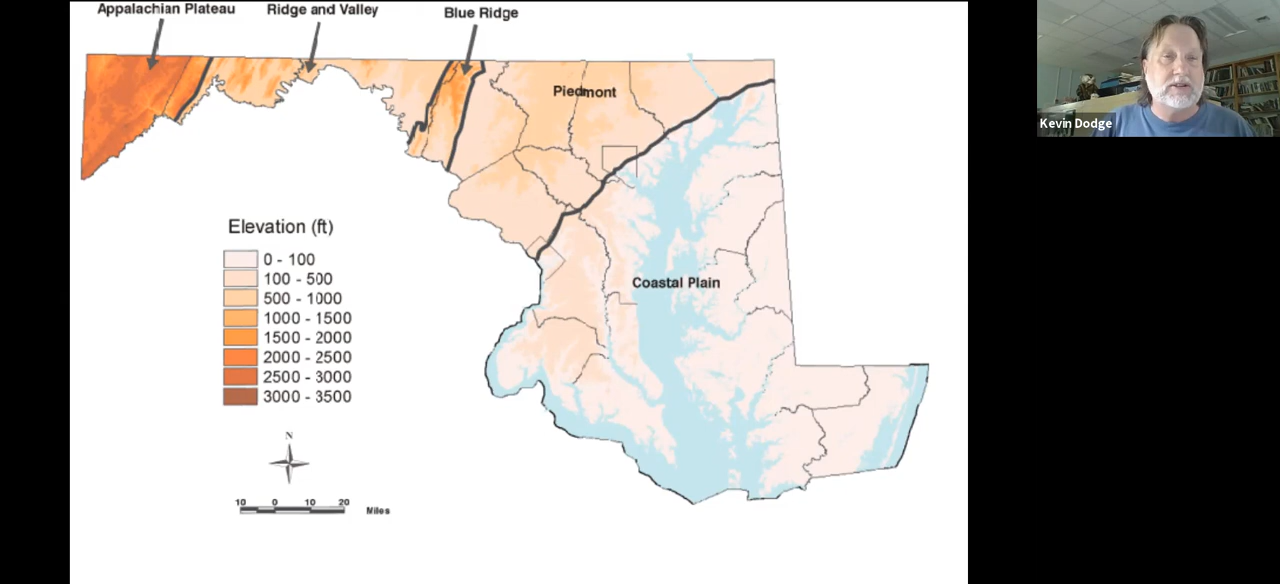 Appalachian Plateau
Ridge and Valley
Blue Ridge
Kevin Dodge
Piedmont
Elevation (ft)
0 - 100
100 - 500
500 - 1000
1000 - 1500
1500 - 2000
2000 - 2500
2500 - 3000
3000 - 3500
Coastal Plain
N
10 0 10 20 Miles